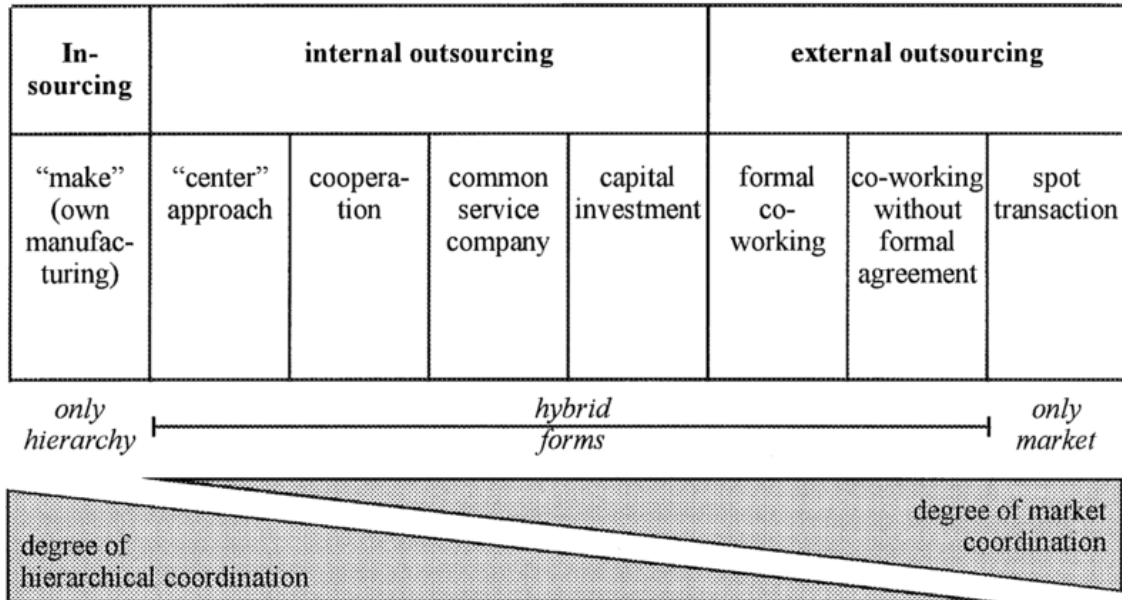 In-
sourcing
internal outsourcing
external outsourcing
“make”
(own
manufac-
turing)
“center”
approach
coopera-
tion
common
service
company
capital
investment
formal
co-
working
co-working
without
formal
agreement
spot
transaction
only
hierarchy
hybrid
forms
only
market
degree of market
coordination
degree of
hierarchical coordination